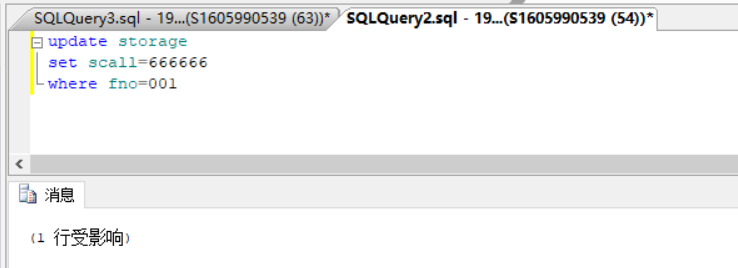 SQLQuery3.sql - 19...(S1605990539 (63))* SQLQuery2.sql - 19...(S1605990539 (54))*
update storage
set scall=666666
where fno=001
消息
(1 行受影响)